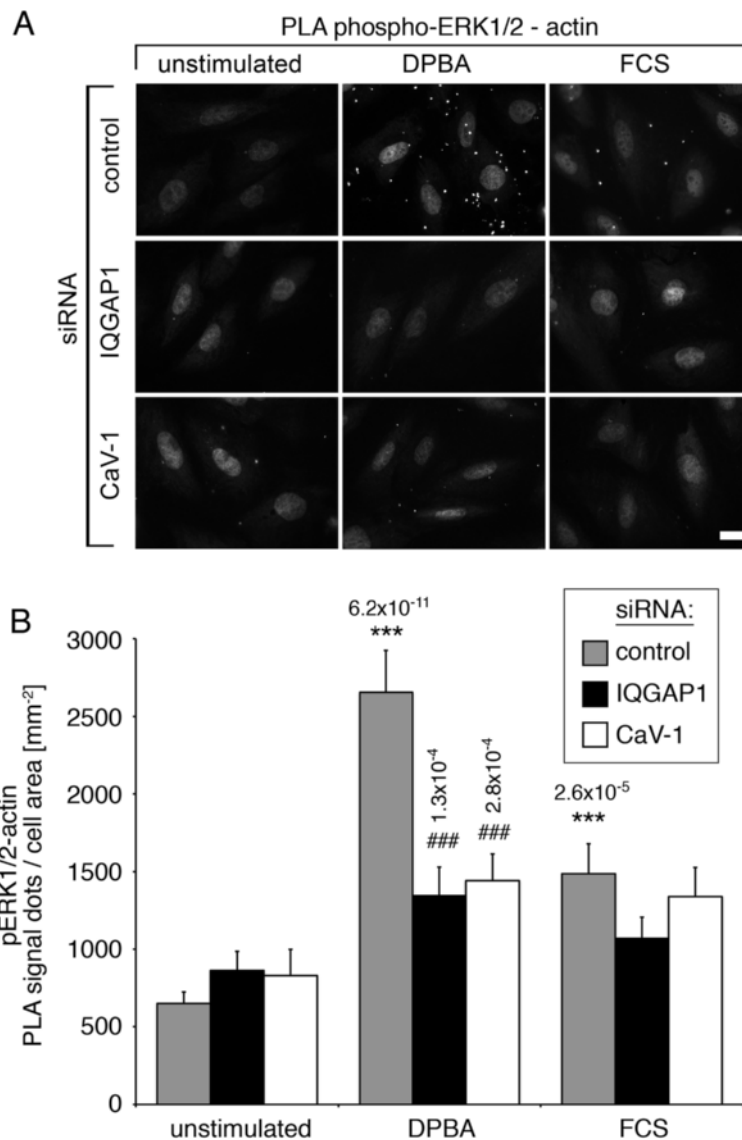 A
PLA phospho-ERK1/2 - actin
unstimulated DPBA FCS
siRNA
control
IQGAP1
CaV-1
B
pERK1/2-actin
PLA signal dots / cell area [mm⁻²]
3000
2500
2000
1500
1000
500
0
6.2x10⁻¹¹
***
1.3x10⁻⁴
###
2.8x10⁻⁴
###
2.6x10⁻⁵
***
siRNA:
control
IQGAP1
CaV-1
unstimulated DPBA FCS